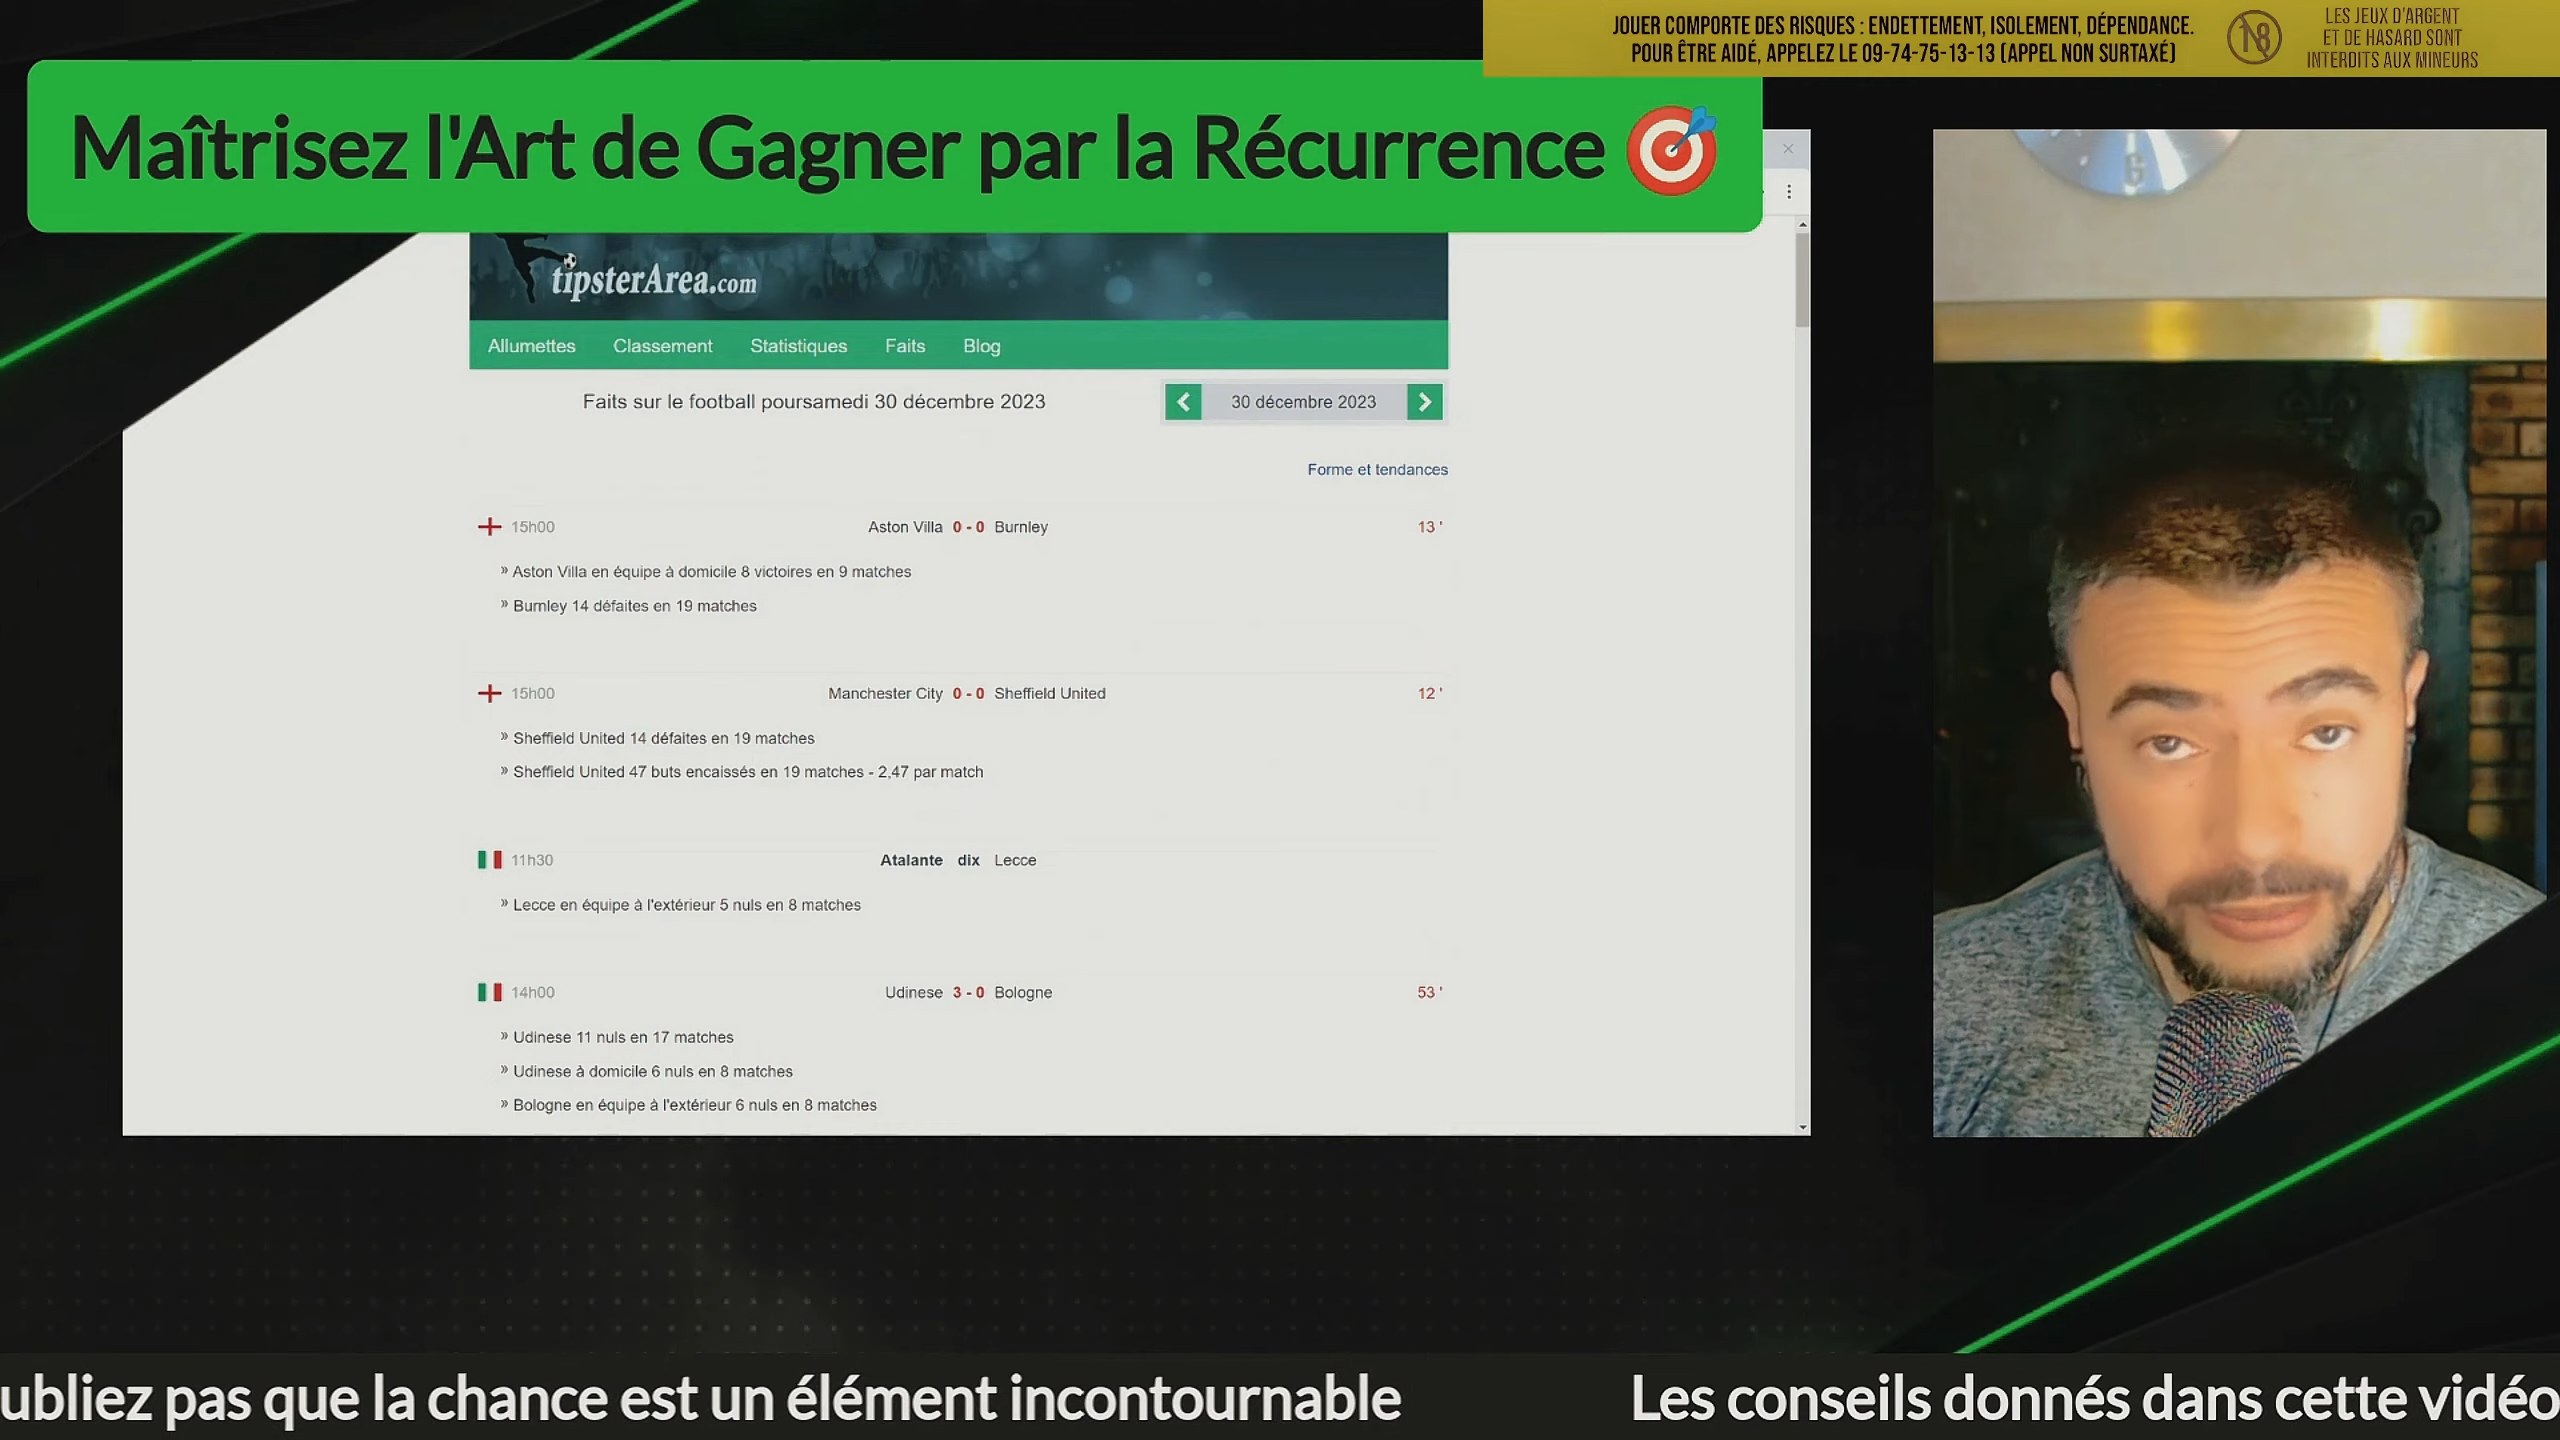 JOUER COMPORTE DES RISQUES : ENDETTEMENT, ISOLEMENT, DÉPENDANCE.
POUR ÊTRE AIDÉ, APPELEZ LE 09-74-75-13-13 (APPEL NON SURTAXÉ)
18
LES JEUX D'ARGENT
ET DE HASARD SONT
INTERDITS AUX MINEURS
Maîtrisez l'Art de Gagner par la Récurrence
tipsterArea.com
Allumettes Classement Statistiques Faits Blog
Faits sur le football poursamedi 30 décembre 2023
30 décembre 2023
Forme et tendances
15h00 Aston Villa 0 - 0 Burnley 13 '
» Aston Villa en équipe à domicile 8 victoires en 9 matches
» Burnley 14 défaites en 19 matches
15h00 Manchester City 0 - 0 Sheffield United 12 '
» Sheffield United 14 défaites en 19 matches
» Sheffield United 47 buts encaissés en 19 matches - 2,47 par match
11h30 Atalante dix Lecce
» Lecce en équipe à l'extérieur 5 nuls en 8 matches
14h00 Udinese 3 - 0 Bologne 53 '
» Udinese 11 nuls en 17 matches
» Udinese à domicile 6 nuls en 8 matches
» Bologne en équipe à l'extérieur 6 nuls en 8 matches
ubliez pas que la chance est un élément incontournable
Les conseils donnés dans cette vidéo